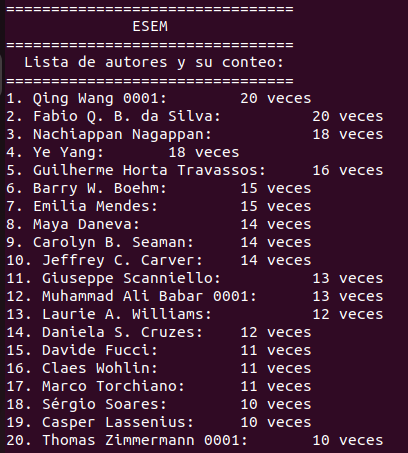 ================================
ESEM
================================
Lista de autores y su conteo:
================================
1. Qing Wang 0001: 20 veces
2. Fabio Q. B. da Silva: 20 veces
3. Nachiappan Nagappan: 18 veces
4. Ye Yang: 18 veces
5. Guilherme Horta Travassos: 16 veces
6. Barry W. Boehm: 15 veces
7. Emilia Mendes: 15 veces
8. Maya Daneva: 14 veces
9. Carolyn B. Seaman: 14 veces
10. Jeffrey C. Carver: 14 veces
11. Giuseppe Scanniello: 13 veces
12. Muhammad Ali Babar 0001: 13 veces
13. Laurie A. Williams: 12 veces
14. Daniela S. Cruzes: 12 veces
15. Davide Fucci: 11 veces
16. Claes Wohlin: 11 veces
17. Marco Torchiano: 11 veces
18. Sérgio Soares: 10 veces
19. Casper Lassenius: 10 veces
20. Thomas Zimmermann 0001: 10 veces